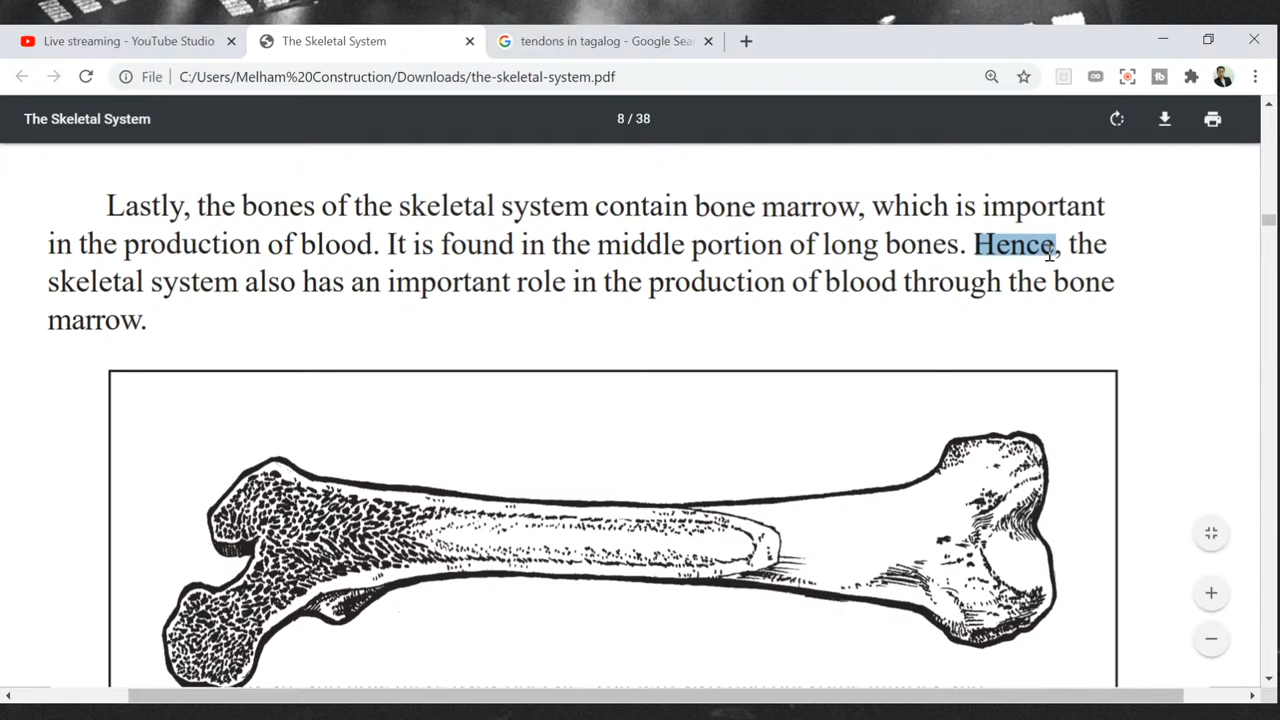 Live streaming - YouTube Studio The Skeletal System tendons in tagalog - Google Sea
File C:/Users/Melham%20Construction/Downloads/the-skeletal-system.pdf
The Skeletal System 8 / 38
Lastly, the bones of the skeletal system contain bone marrow, which is important
in the production of blood. It is found in the middle portion of long bones. Hence, the
skeletal system also has an important role in the production of blood through the bone
marrow.